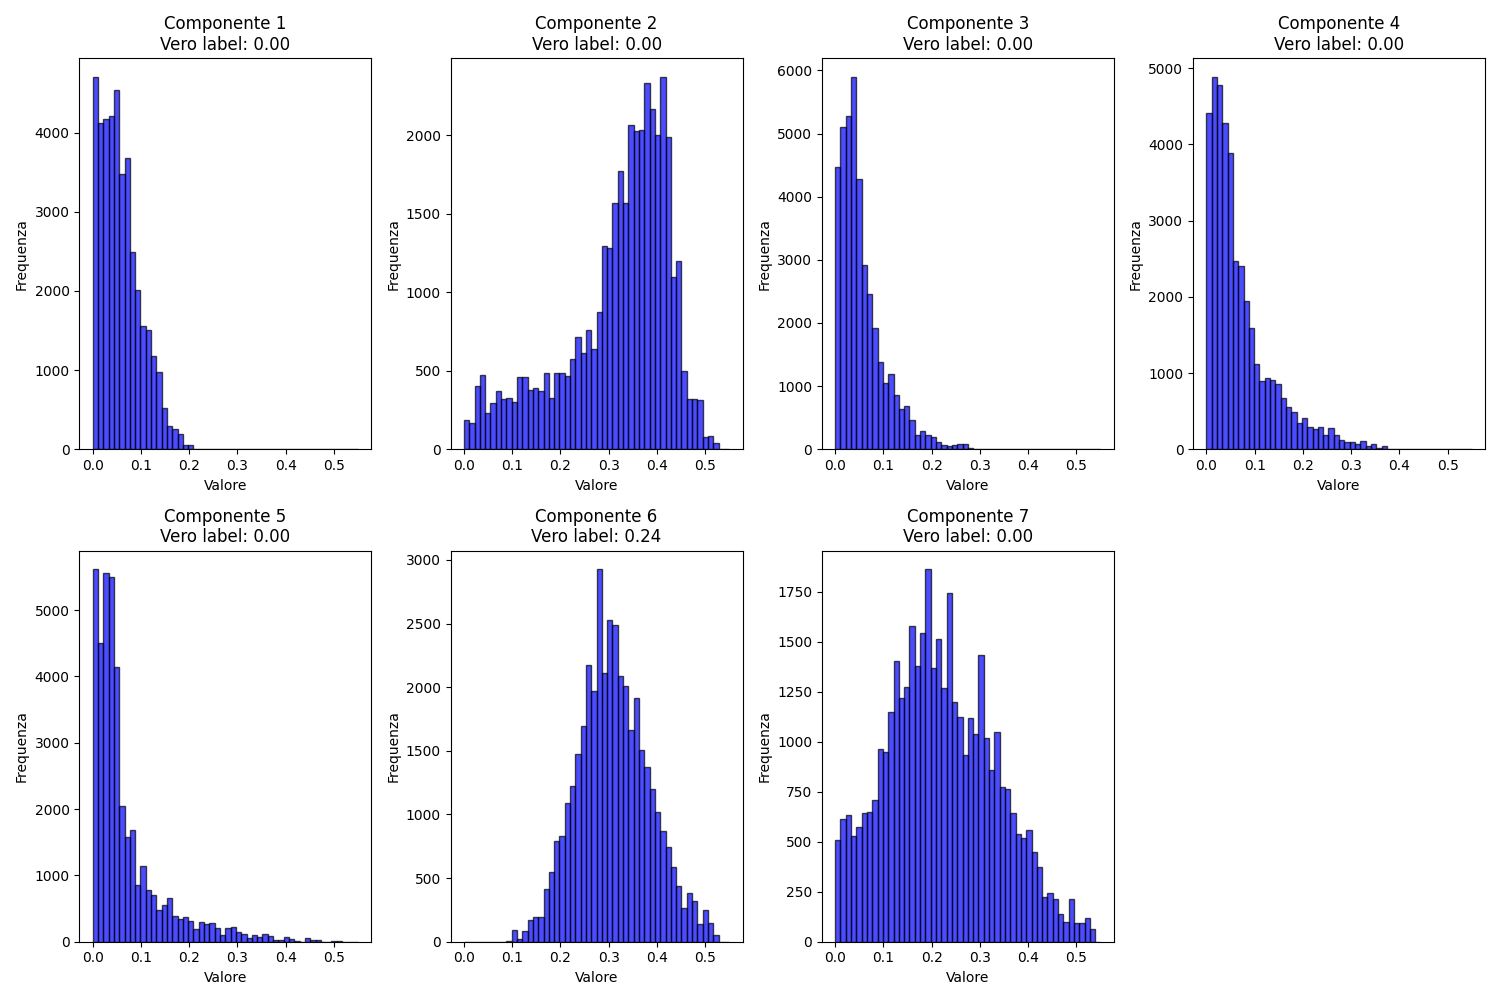 Componente 1
Vero label: 0.00
Frequenza
4000
3000
2000
1000
0
0.0 0.1 0.2 0.3 0.4 0.5
Valore
Componente 2
Vero label: 0.00
Frequenza
2000
1500
1000
500
0
0.0 0.1 0.2 0.3 0.4 0.5
Valore
Componente 3
Vero label: 0.00
Frequenza
6000
5000
4000
3000
2000
1000
0
0.0 0.1 0.2 0.3 0.4 0.5
Valore
Componente 4
Vero label: 0.00
Frequenza
5000
4000
3000
2000
1000
0
0.0 0.1 0.2 0.3 0.4 0.5
Valore
Componente 5
Vero label: 0.00
Frequenza
5000
4000
3000
2000
1000
0
0.0 0.1 0.2 0.3 0.4 0.5
Valore
Componente 6
Vero label: 0.24
Frequenza
3000
2500
2000
1500
1000
500
0
0.0 0.1 0.2 0.3 0.4 0.5
Valore
Componente 7
Vero label: 0.00
Frequenza
1750
1500
1250
1000
750
500
250
0
0.0 0.1 0.2 0.3 0.4 0.5
Valore